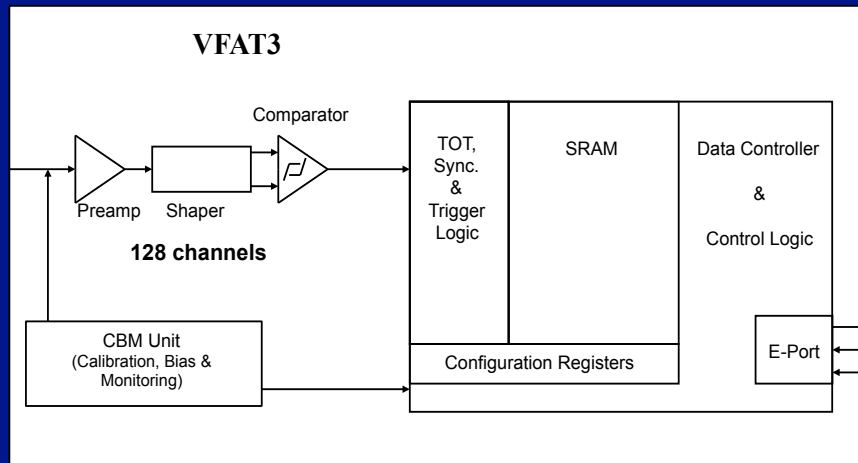 VFAT3
Comparator
Preamp
Shaper
128 channels
TOT,
Sync.
&
Trigger
Logic
SRAM
Data Controller
&
Control Logic
CBM Unit
(Calibration, Bias &
Monitoring)
Configuration Registers
E-Port